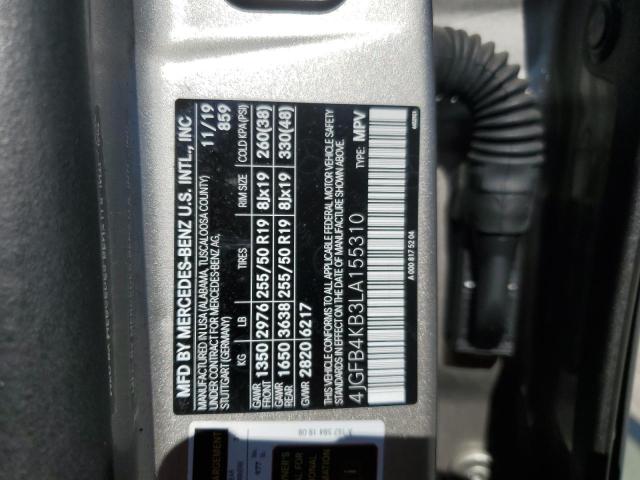 MFD BY MERCEDES-BENZ U.S. INTL., INC
MANUFACTURED IN USA (ALABAMA, TUSCALOOSA COUNTY)
UNDER CONTRACT FOR MERCEDES-BENZ AG,
STUTTGART (GERMANY)
11/19
859
KG LB TIRES RIM SIZE COLD KPA (PSI)
GAWR FRONT 1350 2976 255/50 R19 8Jx19 260(38)
GAWR REAR 1650 3638 255/50 R19 8Jx19 330(48)
GVWR 2820 6217
THIS VEHICLE CONFORMS TO ALL APPLICABLE FEDERAL MOTOR VEHICLE SAFETY
STANDARDS IN EFFECT ON THE DATE OF MANUFACTURE SHOWN ABOVE.
4JGFB4KB3LA155310 TYPE: MPV
A 000 817 52 04